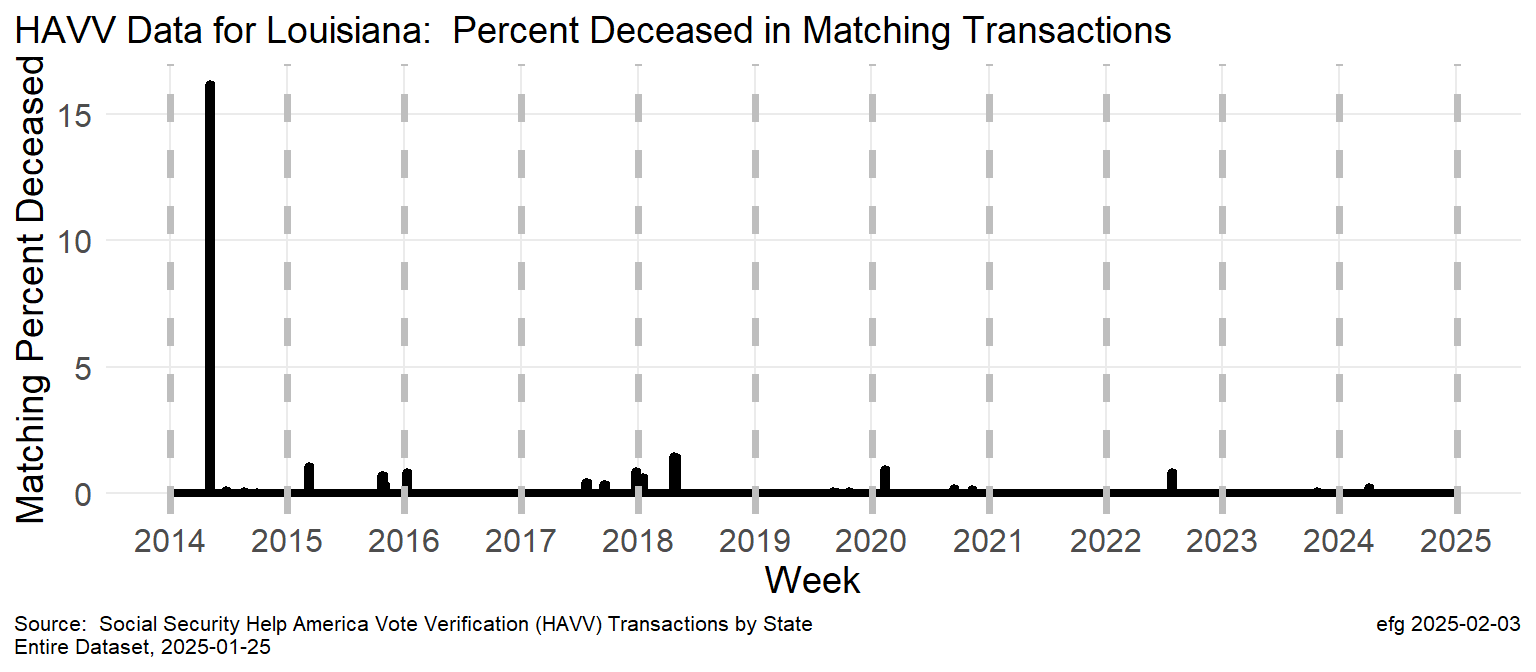 HAVV Data for Louisiana:  Percent Deceased in Matching Transactions
Matching Percent Deceased
15
10
5
0
2014 2015 2016 2017 2018 2019 2020 2021 2022 2023 2024 2025
Week
Source:  Social Security Help America Vote Verification (HAVV) Transactions by State
Entire Dataset, 2025-01-25
efg 2025-02-03